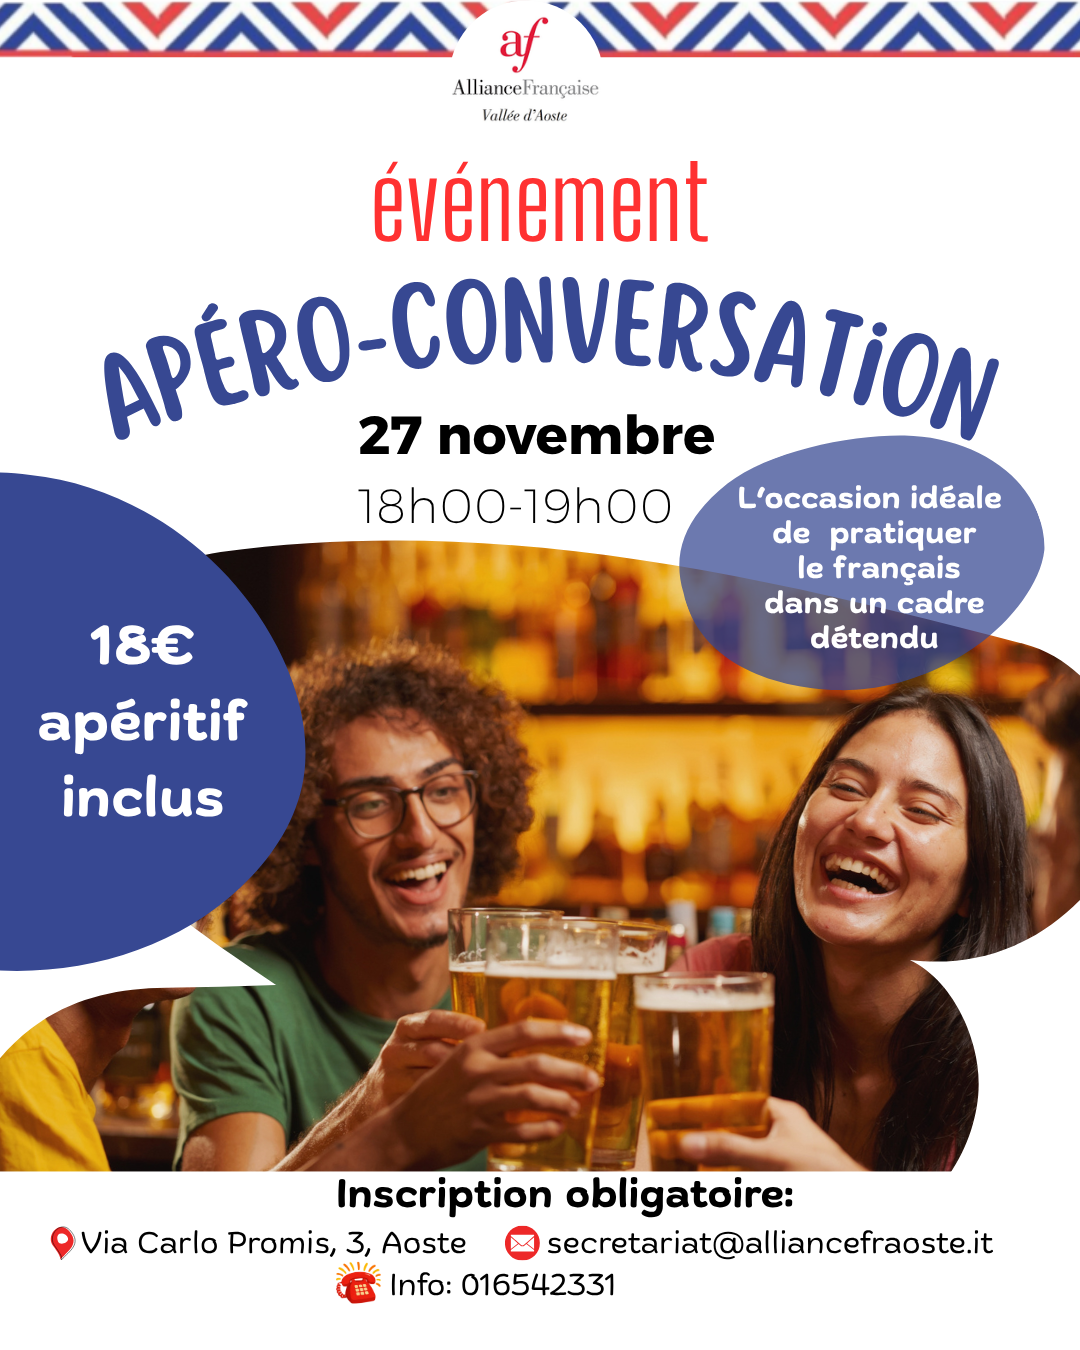 af
AllianceFrançaise
Vallée d'Aoste
événement
APÉRO-CONVERSATiON
27 novembre
18h00-19h00
L'occasion idéale
de pratiquer
le français
dans un cadre
détendu
18€
apéritif
inclus
Inscription obligatoire:
Via Carlo Promis, 3, Aoste
secretariat@alliancefraoste.it
Info: 016542331